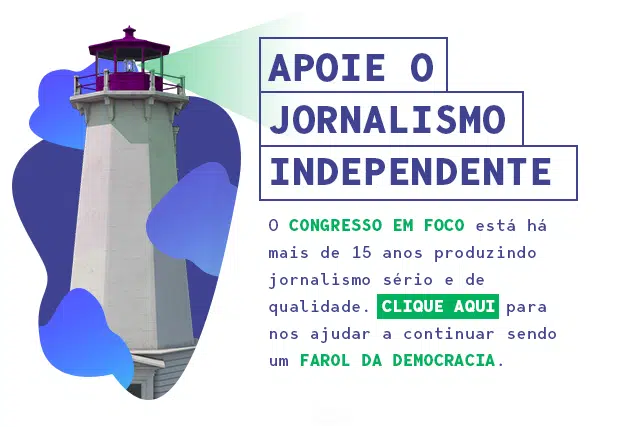 APOIE O
JORNALISMO
INDEPENDENTE
O CONGRESSO EM FOCO está há
mais de 15 anos produzindo
jornalismo sério e de
qualidade. CLIQUE AQUI para
nos ajudar a continuar sendo
um FAROL DA DEMOCRACIA.